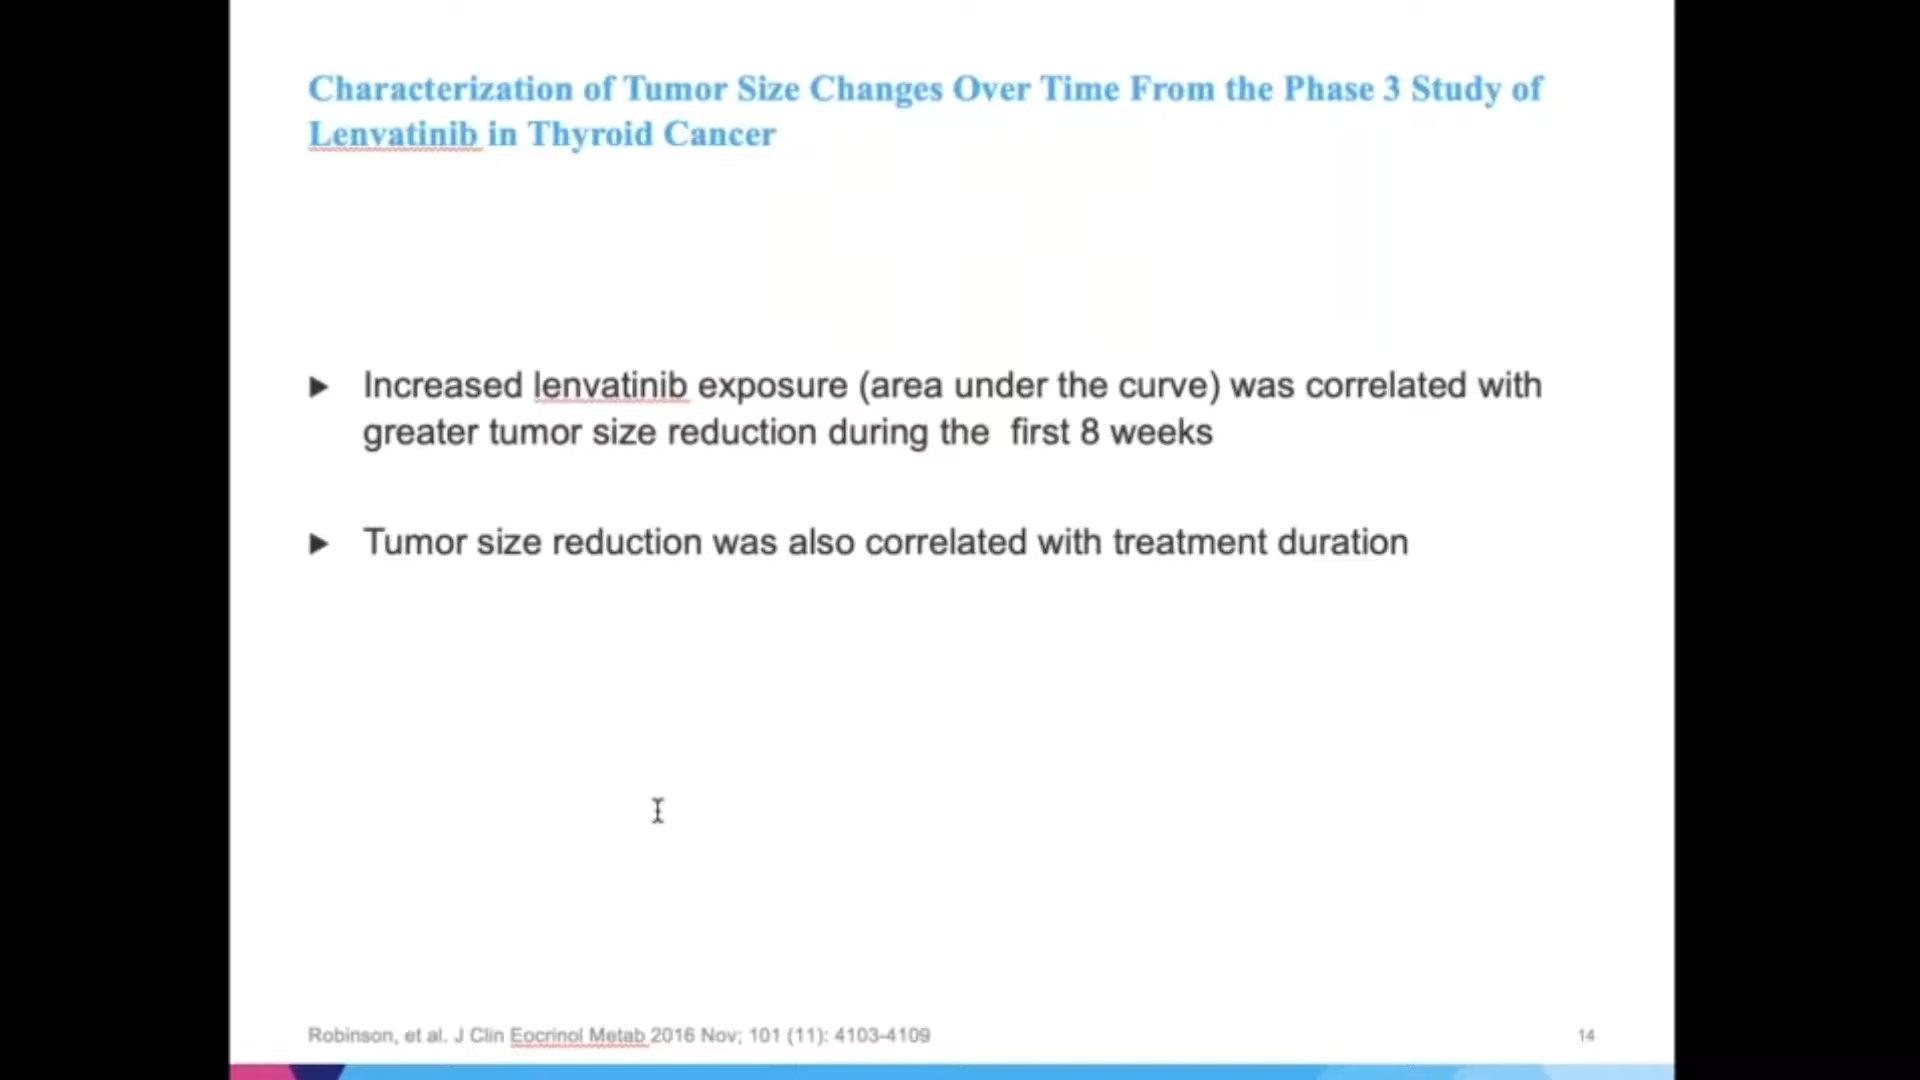 Characterization of Tumor Size Changes Over Time From the Phase 3 Study of
Lenvatinib in Thyroid Cancer
Increased lenvatinib exposure (area under the curve) was correlated with
greater tumor size reduction during the first 8 weeks
Tumor size reduction was also correlated with treatment duration
Robinson, et al. J Clin Eocrinol Metab 2016 Nov; 101 (11): 4103-4109
14